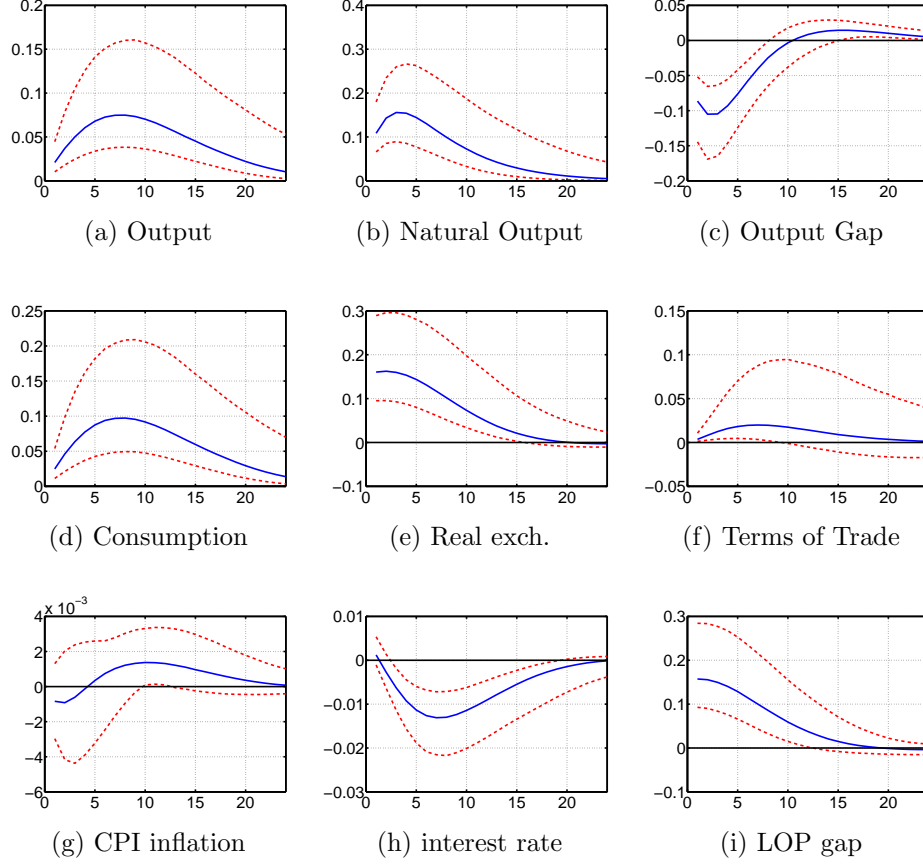 0.2
0.15
0.1
0.05
0
0 5 10 15 20
(a) Output
0.4
0.3
0.2
0.1
0
0 5 10 15 20
(b) Natural Output
0.05
0
−0.05
−0.1
−0.15
−0.2
0 5 10 15 20
(c) Output Gap
0.25
0.2
0.15
0.1
0.05
0
0 5 10 15 20
(d) Consumption
0.3
0.2
0.1
0
−0.1
0 5 10 15 20
(e) Real exch.
0.15
0.1
0.05
0
−0.05
0 5 10 15 20
(f) Terms of Trade
x 10−3
4
2
0
−2
−4
−6
0 5 10 15 20
(g) CPI inflation
0.01
0
−0.01
−0.02
−0.03
0 5 10 15 20
(h) interest rate
0.3
0.2
0.1
0
−0.1
0 5 10 15 20
(i) LOP gap